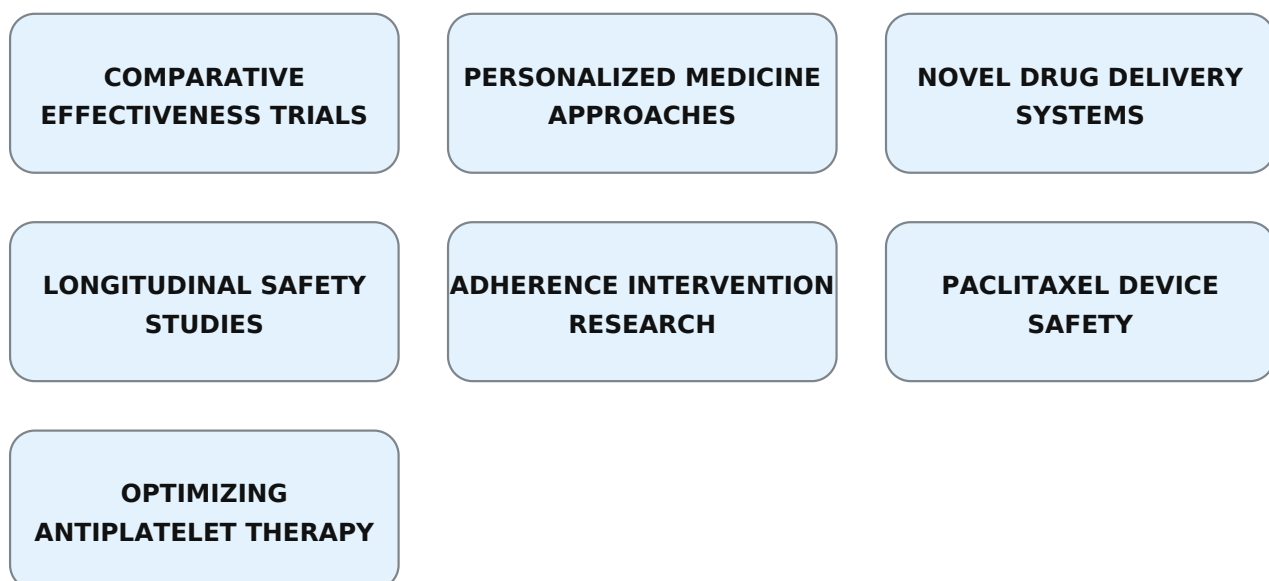 COMPARATIVE
EFFECTIVENESS TRIALS
PERSONALIZED MEDICINE
APPROACHES
NOVEL DRUG DELIVERY
SYSTEMS
LONGITUDINAL SAFETY
STUDIES
ADHERENCE INTERVENTION
RESEARCH
PACLITAXEL DEVICE
SAFETY
OPTIMIZING
ANTIPLATELET THERAPY